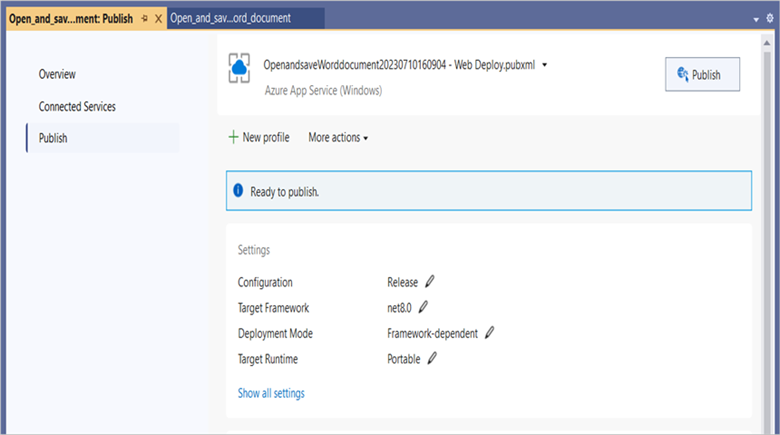 Open_and_sav...ment: Publish Open_and_sav...ord_document
Overview
Connected Services
Publish
OpenandsaveWorddocument20230710160904 - Web Deploy.pubxml
Azure App Service (Windows)
Publish
New profile More actions
Ready to publish.
Settings
Configuration Release
Target Framework net8.0
Deployment Mode Framework-dependent
Target Runtime Portable
Show all settings